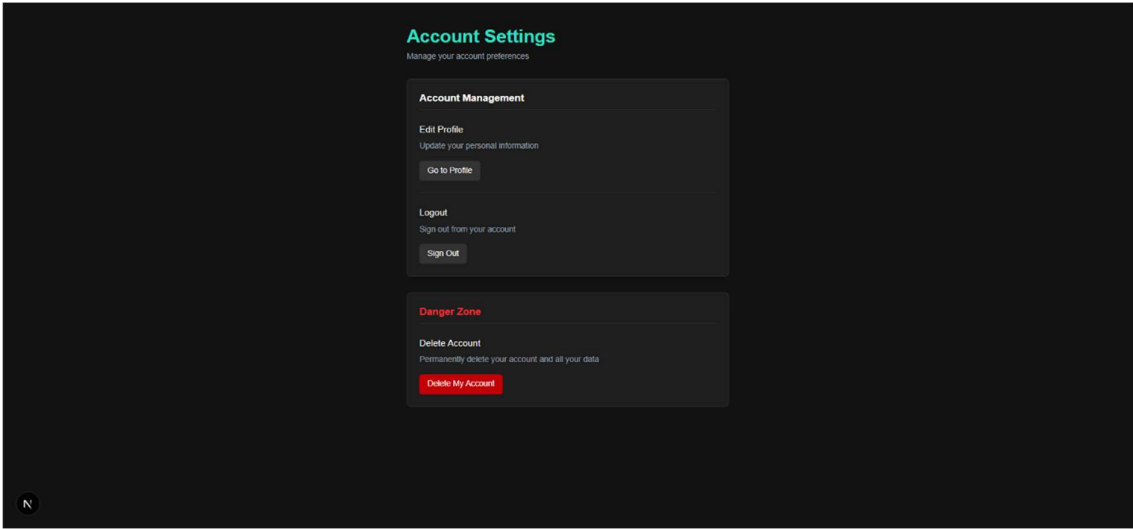 Account Settings
Manage your account preferences
Account Management
Edit Profile
Update your personal information
Go to Profile
Logout
Sign out from your account
Sign Out
Danger Zone
Delete Account
Permanently delete your account and all your data
Delete My Account
N